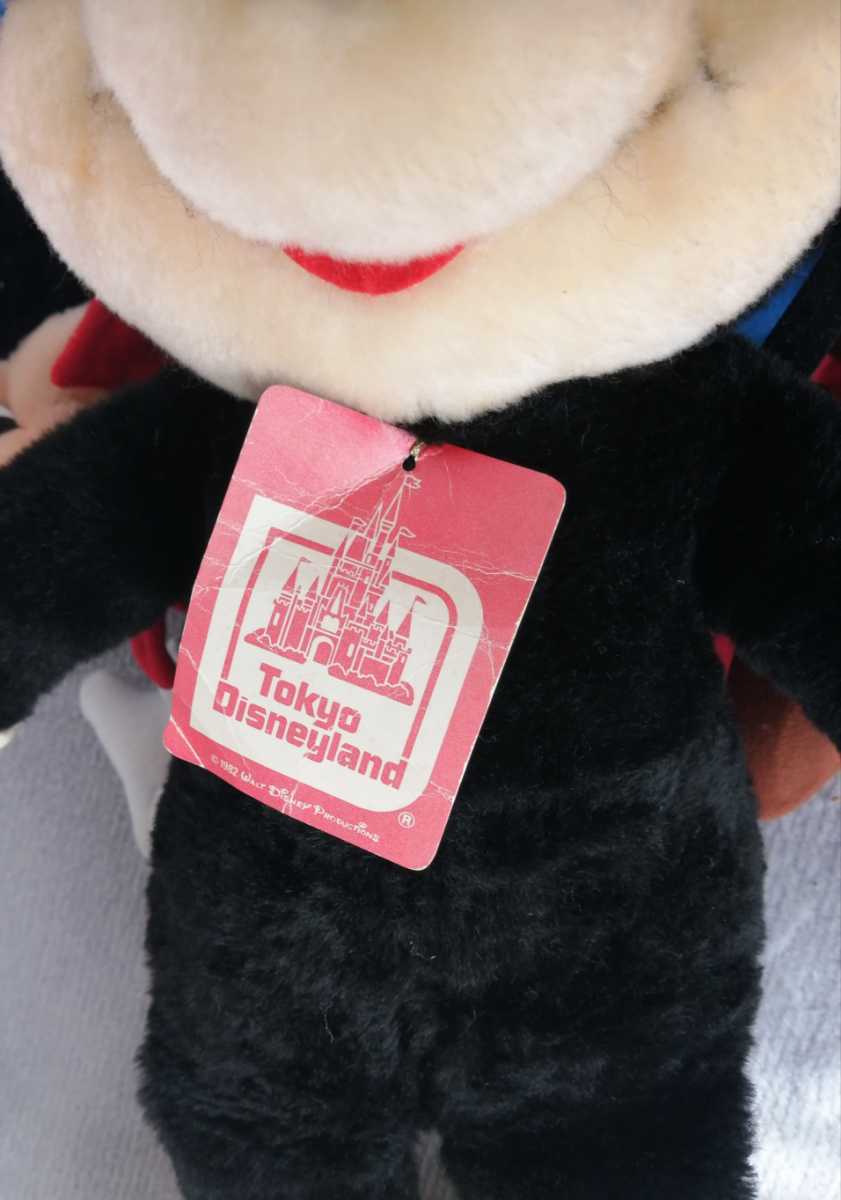 Tokyo
Disneyland
© 1982 WALT DISNEY PRODUCTIONS
®